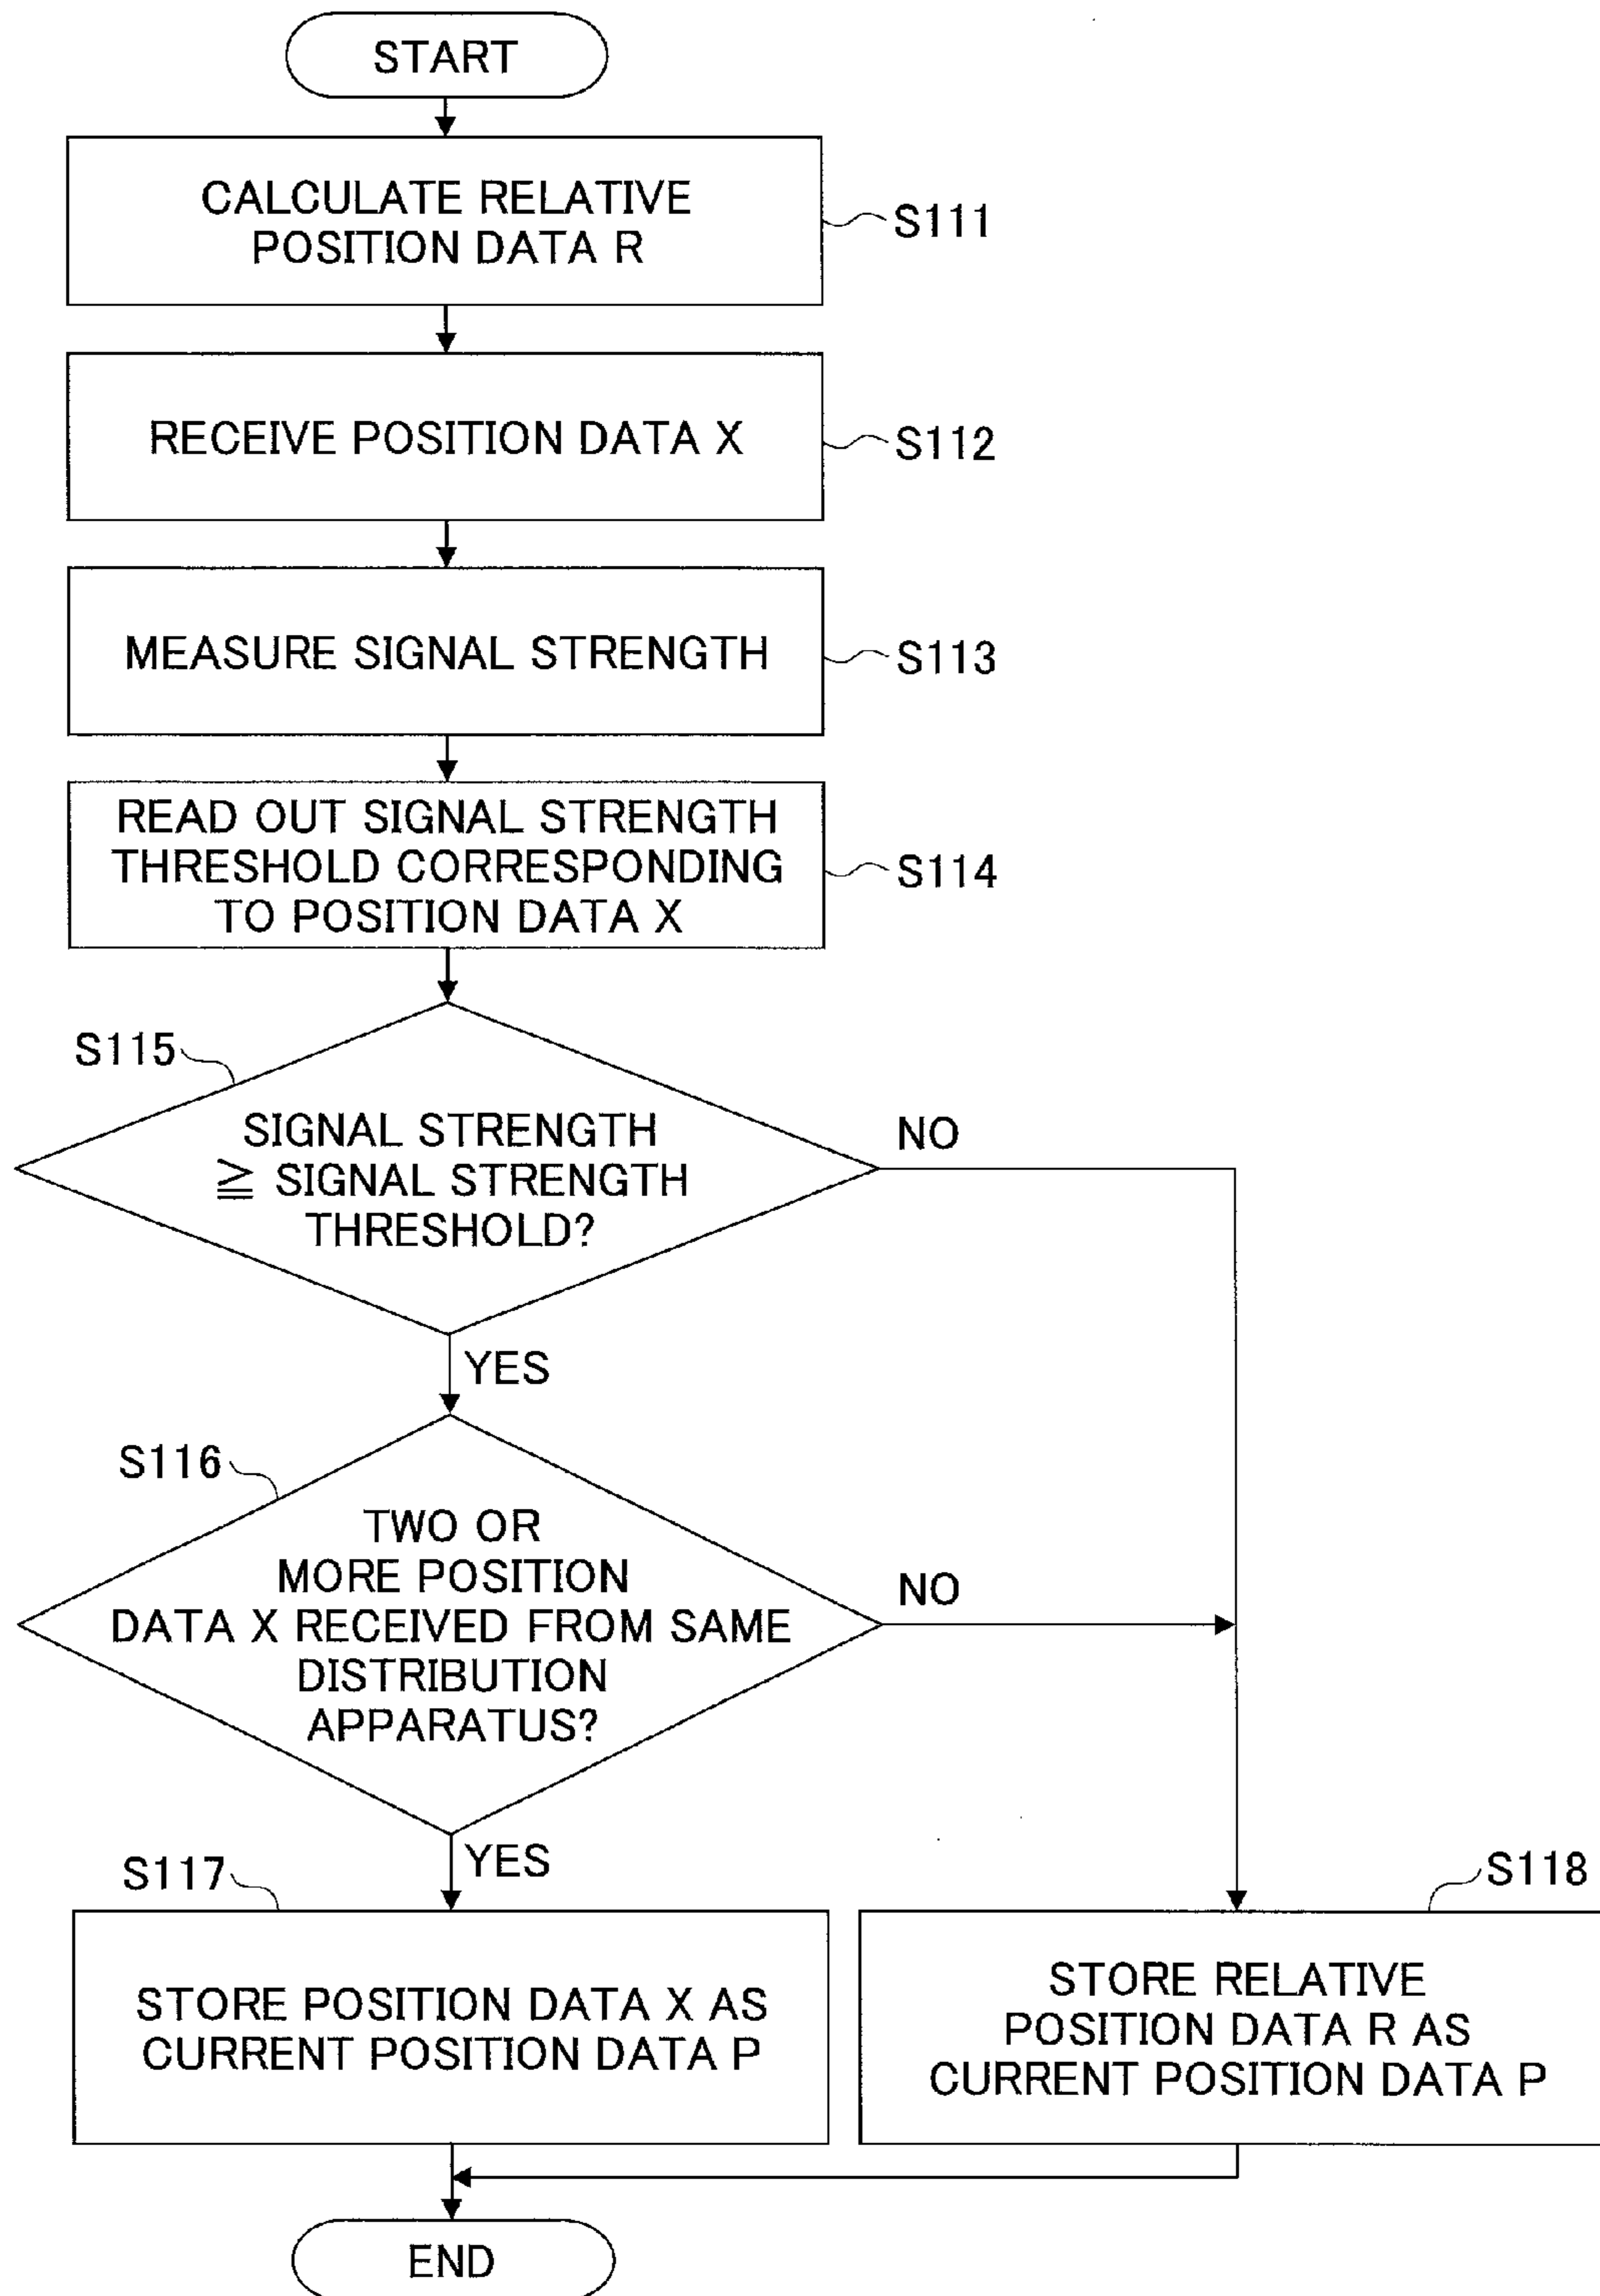 START
CALCULATE RELATIVE
POSITION DATA R
S111
RECEIVE POSITION DATA X
S112
MEASURE SIGNAL STRENGTH
S113
READ OUT SIGNAL STRENGTH
THRESHOLD CORRESPONDING
TO POSITION DATA X
S114
S115
SIGNAL STRENGTH
≧ SIGNAL STRENGTH
THRESHOLD?
NO
YES
S116
TWO OR
MORE POSITION
DATA X RECEIVED FROM SAME
DISTRIBUTION
APPARATUS?
NO
YES
S117
STORE POSITION DATA X AS
CURRENT POSITION DATA P
S118
STORE RELATIVE
POSITION DATA R AS
CURRENT POSITION DATA P
END